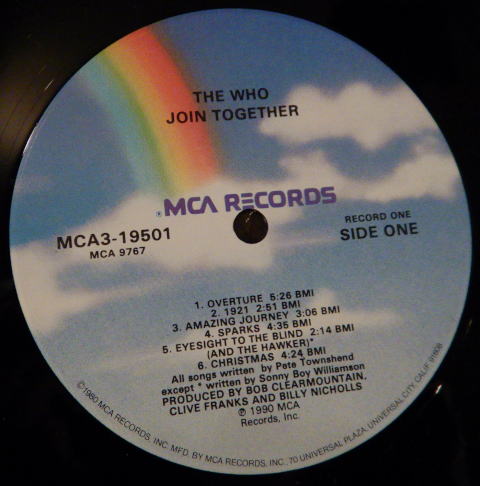 THE WHO
JOIN TOGETHER
®MCA RECORDS
MCA3-19501
MCA 9767
RECORD ONE
SIDE ONE
1. OVERTURE 5:26 BMI
2. 1921 2:51 BMI
3. AMAZING JOURNEY 3:06 BMI
4. SPARKS 4:35 BMI
5. EYESIGHT TO THE BLIND 2:14 BMI
(AND THE HAWKER)*
6. CHRISTMAS 4:24 BMI
All songs written by Pete Townshend
except * written by Sonny Boy Williamson
PRODUCED BY BOB CLEARMOUNTAIN,
CLIVE FRANKS AND BILLY NICHOLLS
℗ 1990 MCA
Records, Inc.
©1980 MCA RECORDS, INC. MFD. BY MCA RECORDS, INC., 70 UNIVERSAL PLAZA, UNIVERSAL CITY, CALIF. 91608